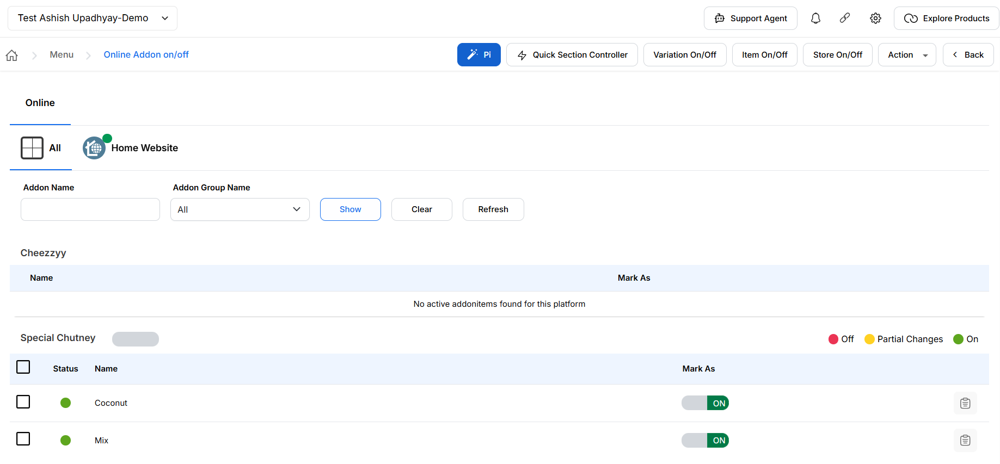 Test Ashish Upadhyay-Demo
Support Agent
Explore Products
Menu
Online Addon on/off
Pi
Quick Section Controller
Variation On/Off
Item On/Off
Store On/Off
Action
Back
Online
All
Home Website
Addon Name
Addon Group Name
All
Show
Clear
Refresh
Cheezzyy
Name
Mark As
No active addonitems found for this platform
Special Chutney
Off
Partial Changes
On
Status
Name
Mark As
Coconut
ON
Mix
ON